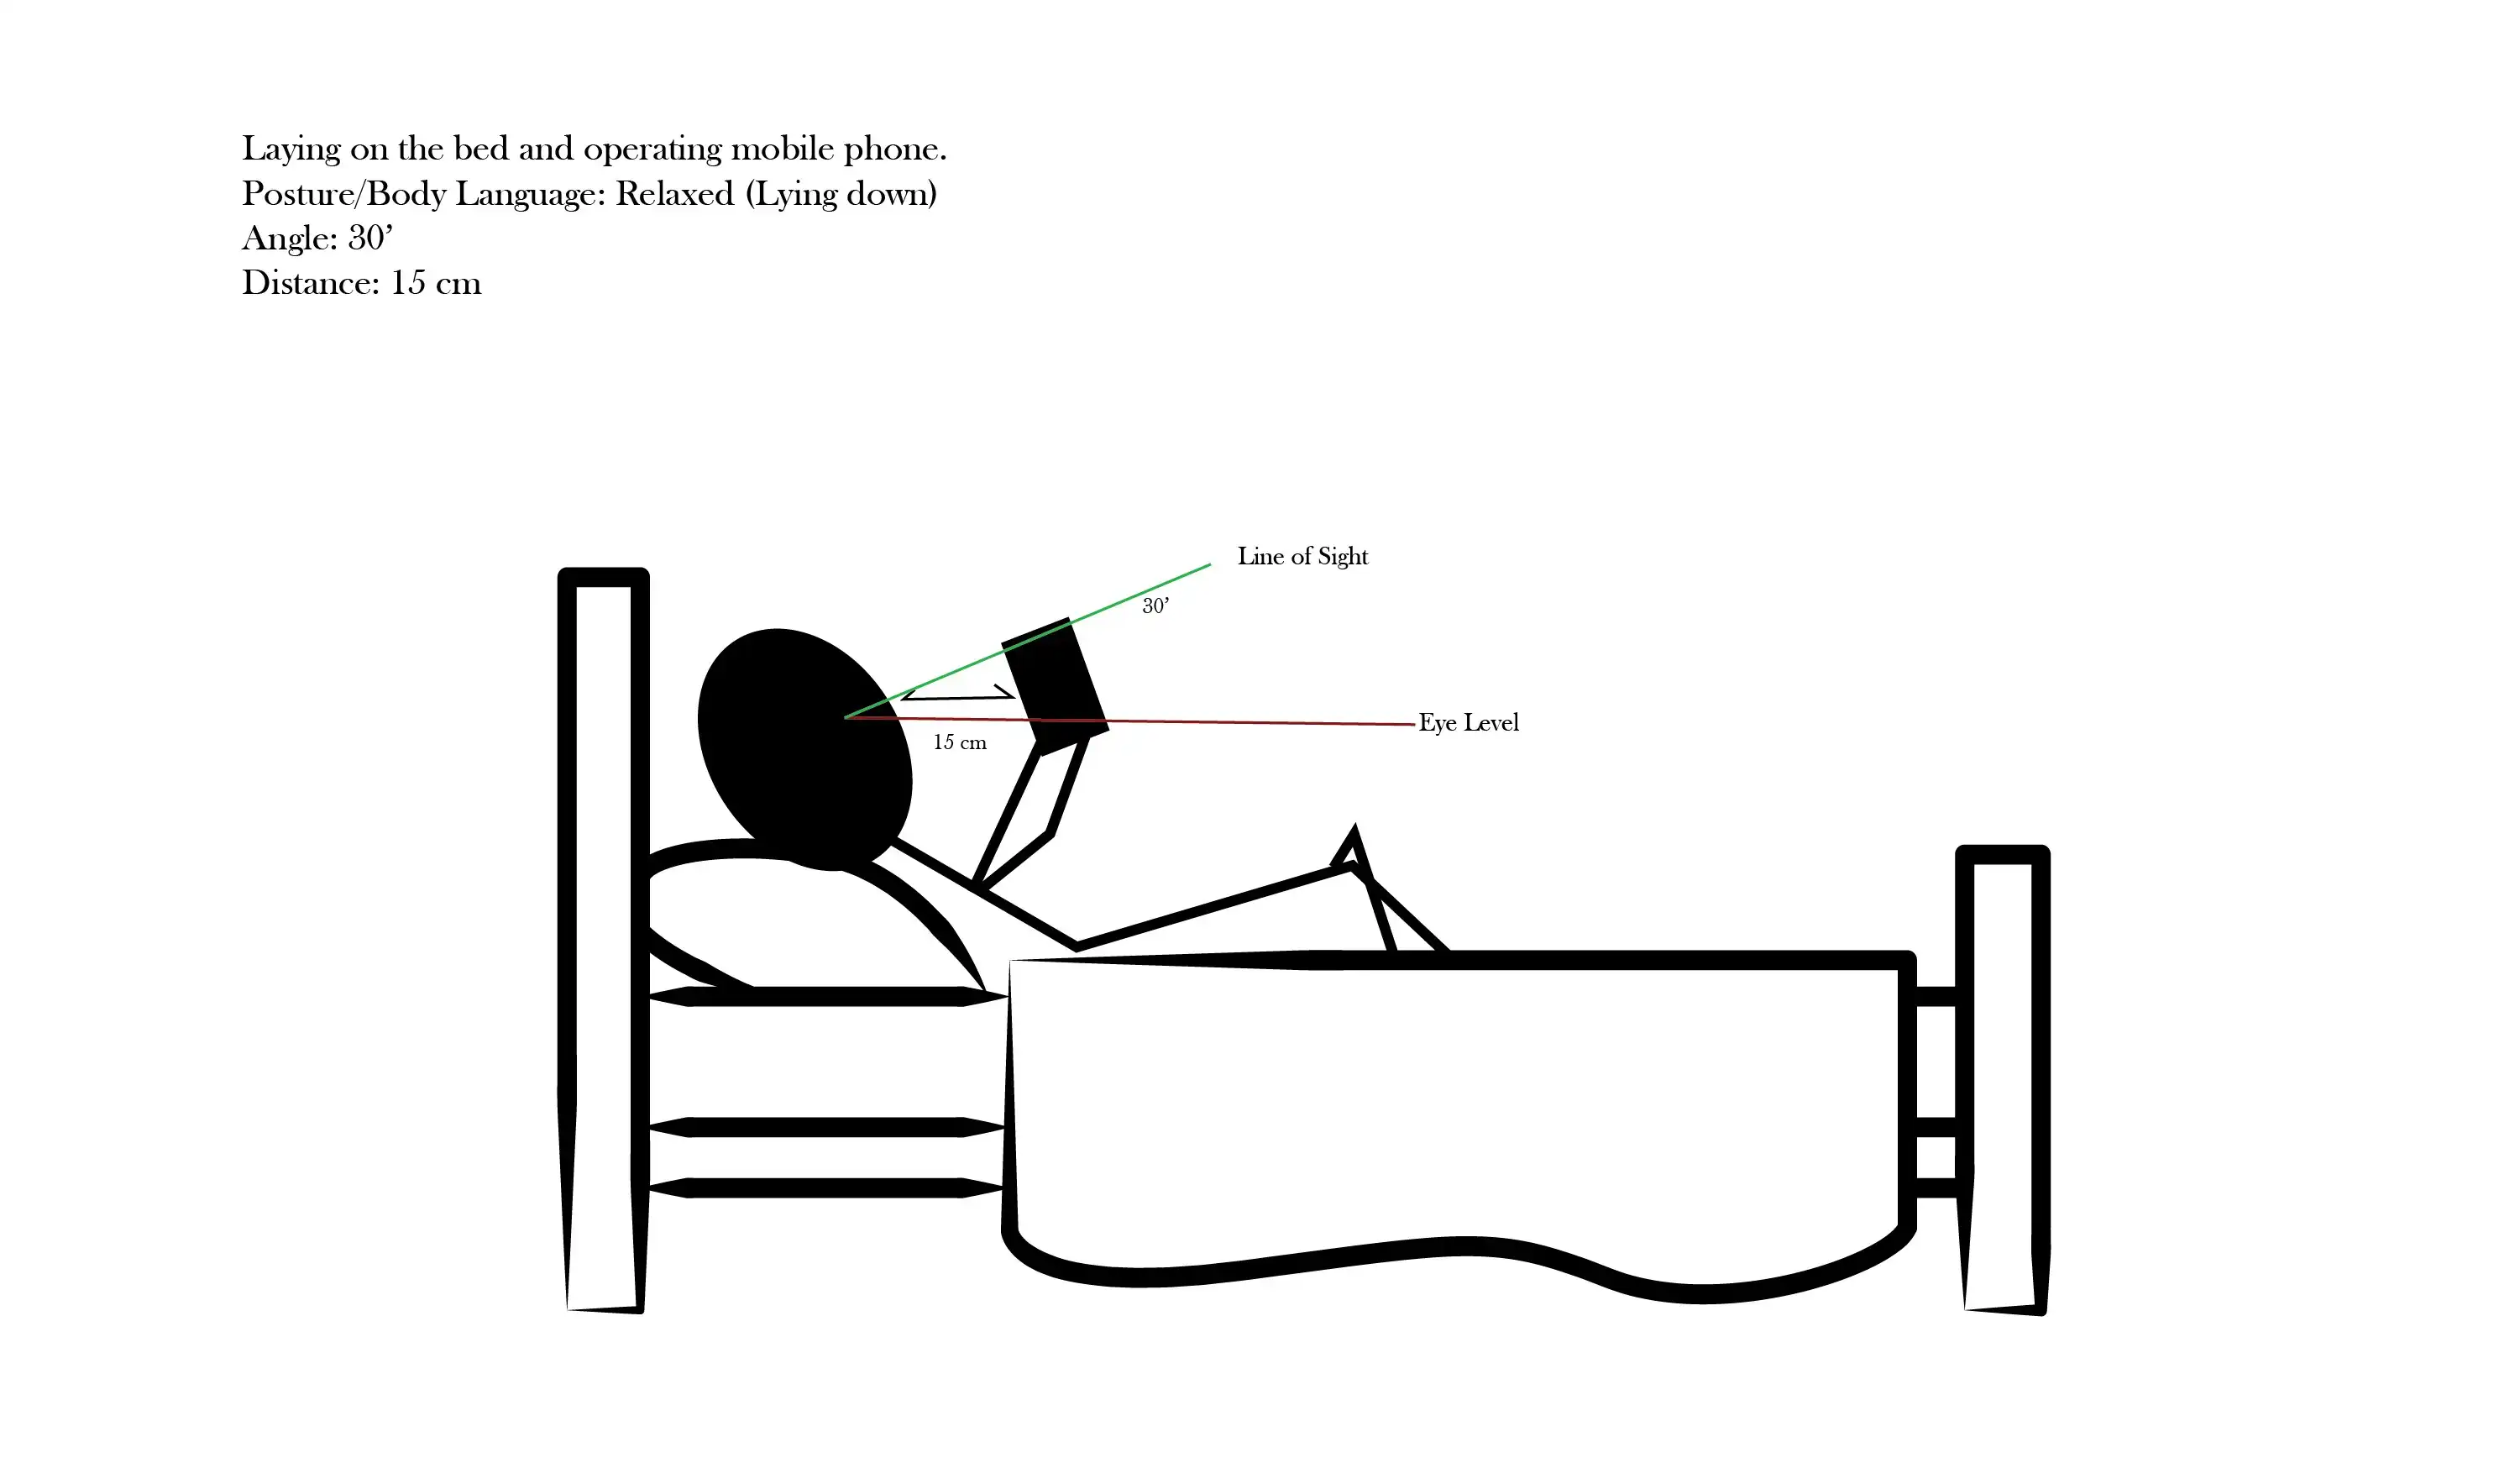 Laying on the bed and operating mobile phone.
Posture/Body Language: Relaxed (Lying down)
Angle: 30’
Distance: 15 cm
Line of Sight
30’
Eye Level
15 cm